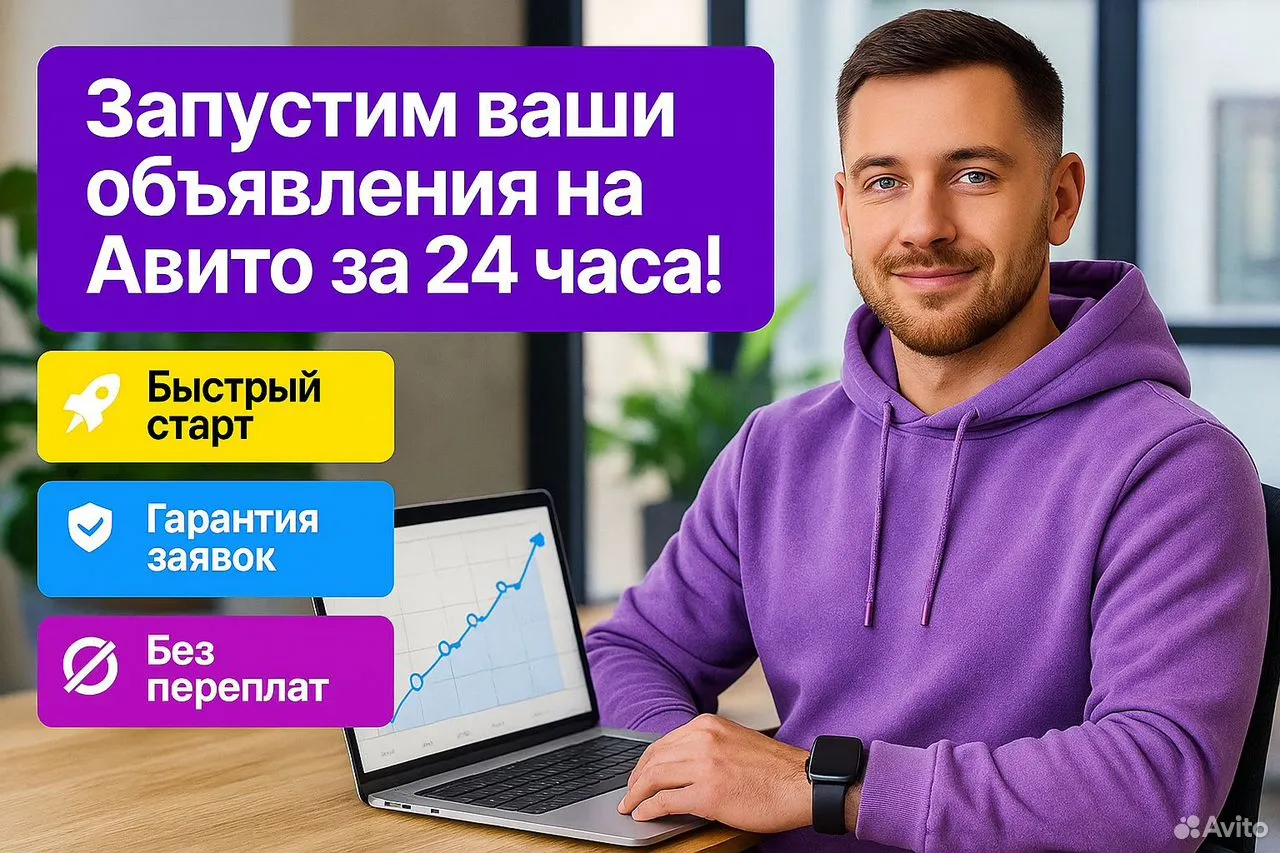 Запустим ваши
объявления на
Авито за 24 часа!
Быстрый
старт
Гарантия
заявок
Без
переплат
Avito